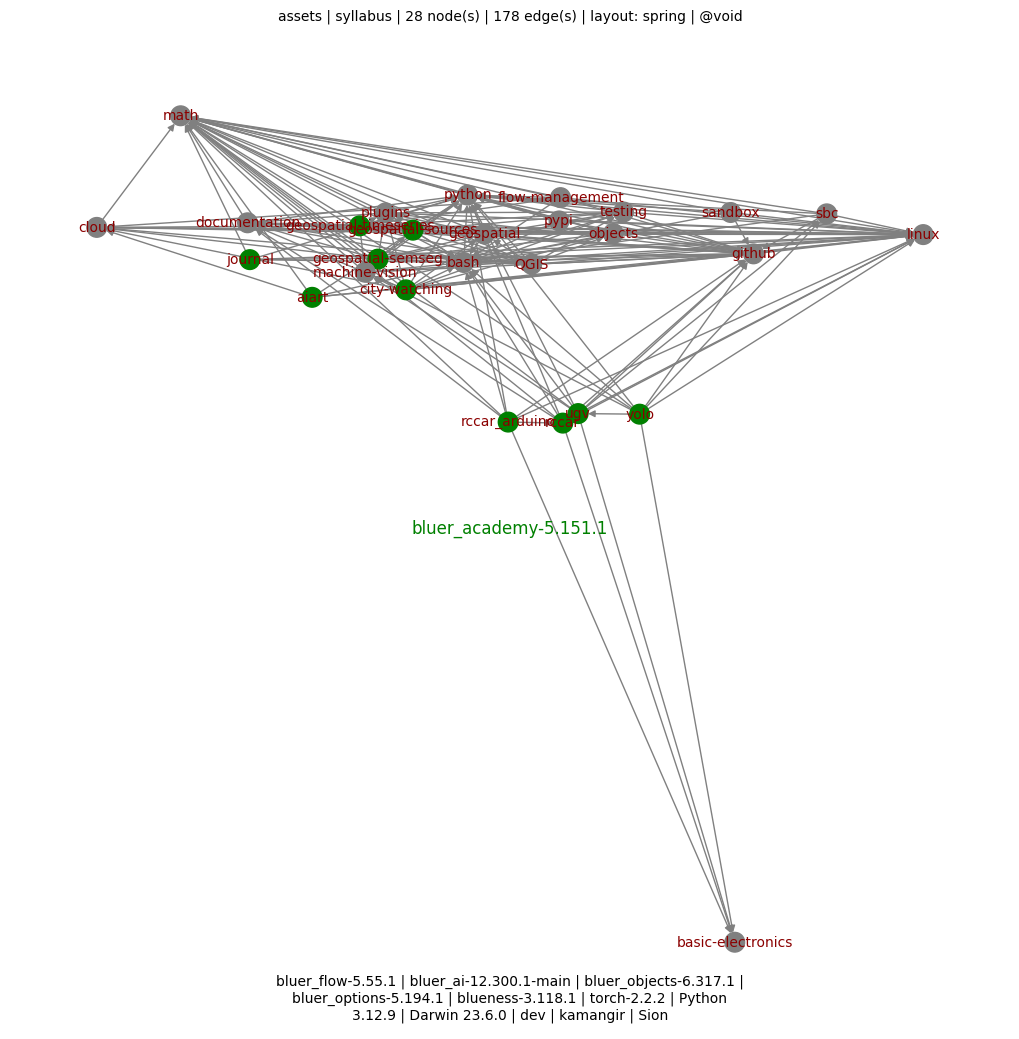 assets | syllabus | 28 node(s) | 178 edge(s) | layout: spring | @void
math
python
flow-management
plugins
testing
sandbox
sbc
documentation
pypi
cloud
geospatial
objects
linux
github
journal
geospatial-semseg
bash
QGIS
machine-vision
city-watching
aiart
rccar_arduino
rccar
ugv
yolo
bluer_academy-5.151.1
basic-electronics
bluer_flow-5.55.1 | bluer_ai-12.300.1-main | bluer_objects-6.317.1 |
bluer_options-5.194.1 | blueness-3.118.1 | torch-2.2.2 | Python
3.12.9 | Darwin 23.6.0 | dev | kamangir | Sion